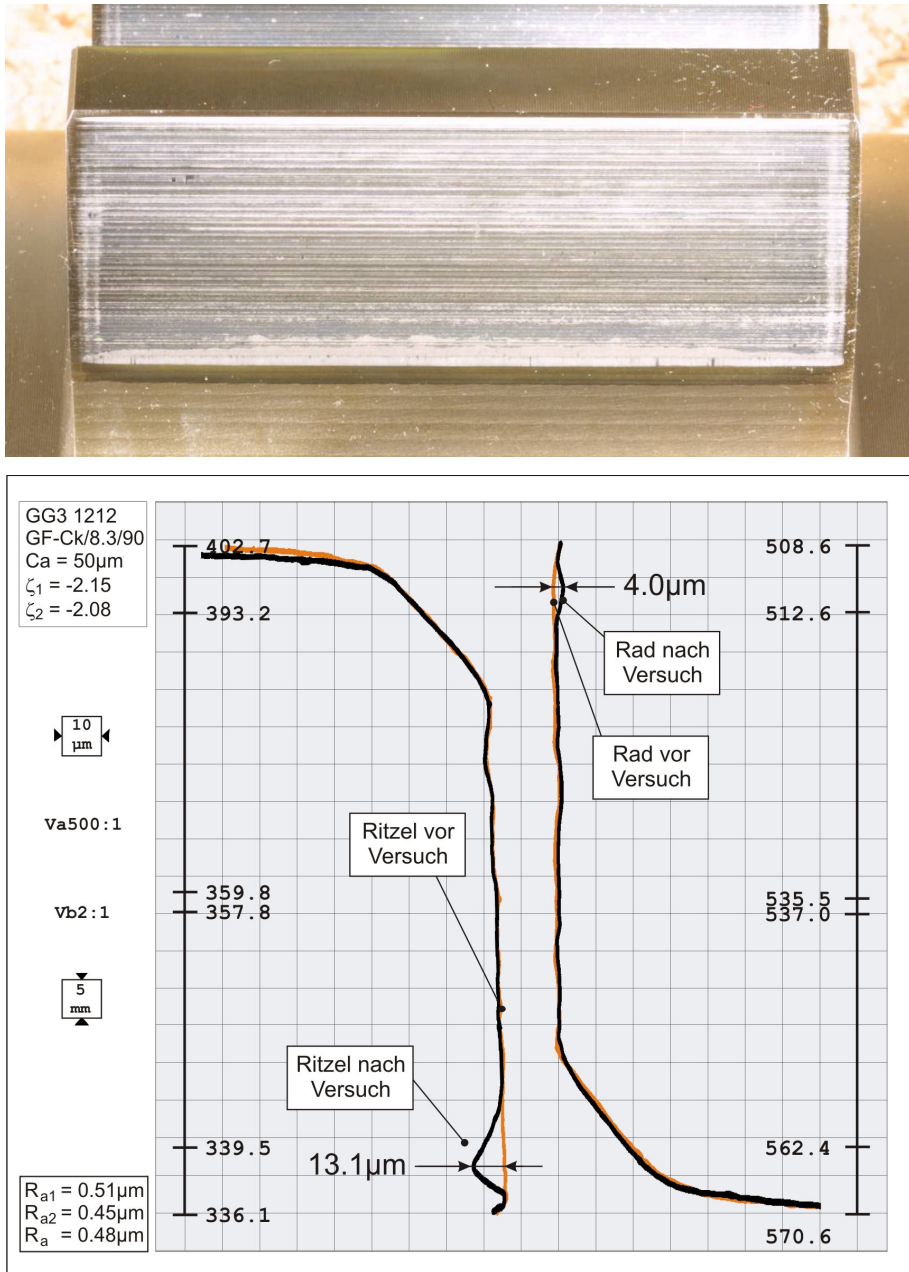 GG3 1212
GF-Ck/8.3/90
Ca = 50µm
ζ₁ = -2.15
ζ₂ = -2.08
402.7
393.2
508.6
512.6
4.0µm
Rad nach
Versuch
Rad vor
Versuch
10
µm
Va500:1
Ritzel vor
Versuch
359.8
357.8
535.5
537.0
Vb2:1
5
mm
Ritzel nach
Versuch
339.5
336.1
13.1µm
562.4
570.6
Rₐ₁ = 0.51µm
Rₐ₂ = 0.45µm
Rₐ = 0.48µm